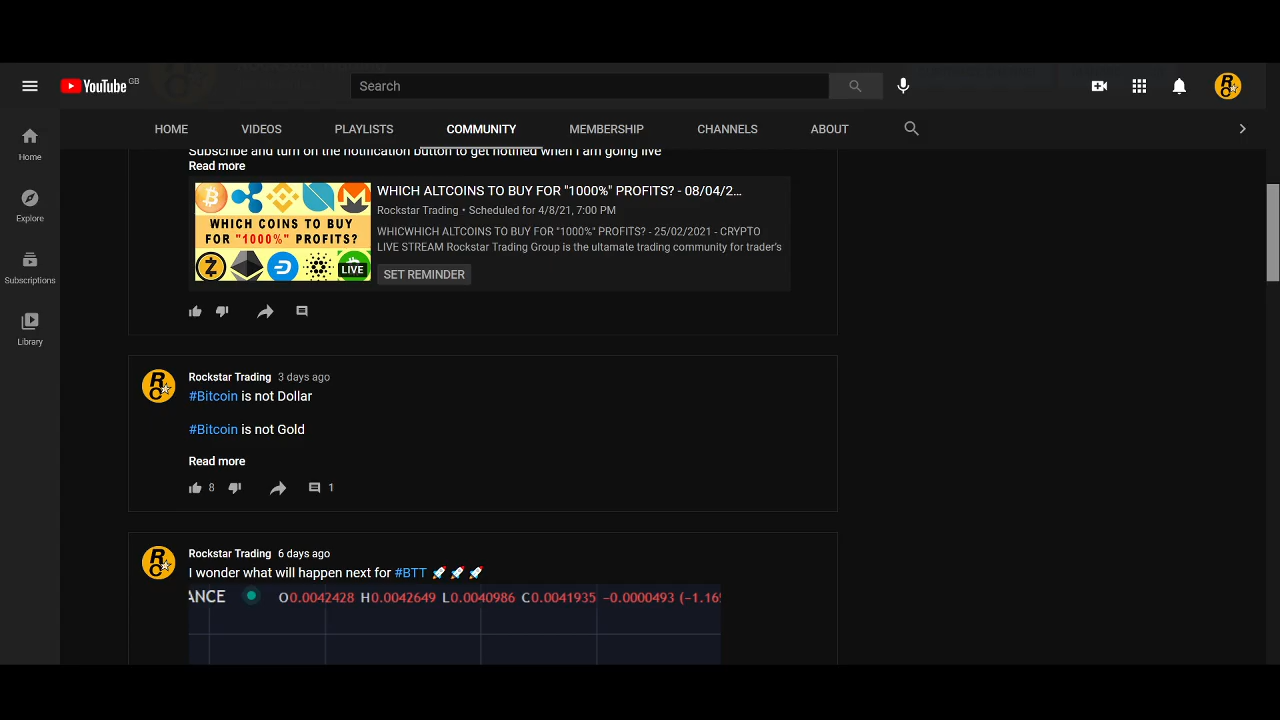 YouTube GB
Search
HOME VIDEOS PLAYLISTS COMMUNITY MEMBERSHIP CHANNELS ABOUT
Home
Explore
Subscriptions
Library
Subscribe and turn on the notification button to get notified when I am going live
Read more
WHICH COINS TO BUY
FOR "1000%" PROFITS?
LIVE
WHICH ALTCOINS TO BUY FOR "1000%" PROFITS? - 08/04/2…
Rockstar Trading • Scheduled for 4/8/21, 7:00 PM
WHICWHICH ALTCOINS TO BUY FOR "1000%" PROFITS? - 25/02/2021 - CRYPTO
LIVE STREAM Rockstar Trading Group is the ultamate trading community for trader's
SET REMINDER
Rockstar Trading 3 days ago
#Bitcoin is not Dollar
#Bitcoin is not Gold
Read more
8 1
Rockstar Trading 6 days ago
I wonder what will happen next for #BTT 🚀 🚀 🚀
ANCE O0.0042428 H0.0042649 L0.0040986 C0.0041935 −0.0000493 (−1.16